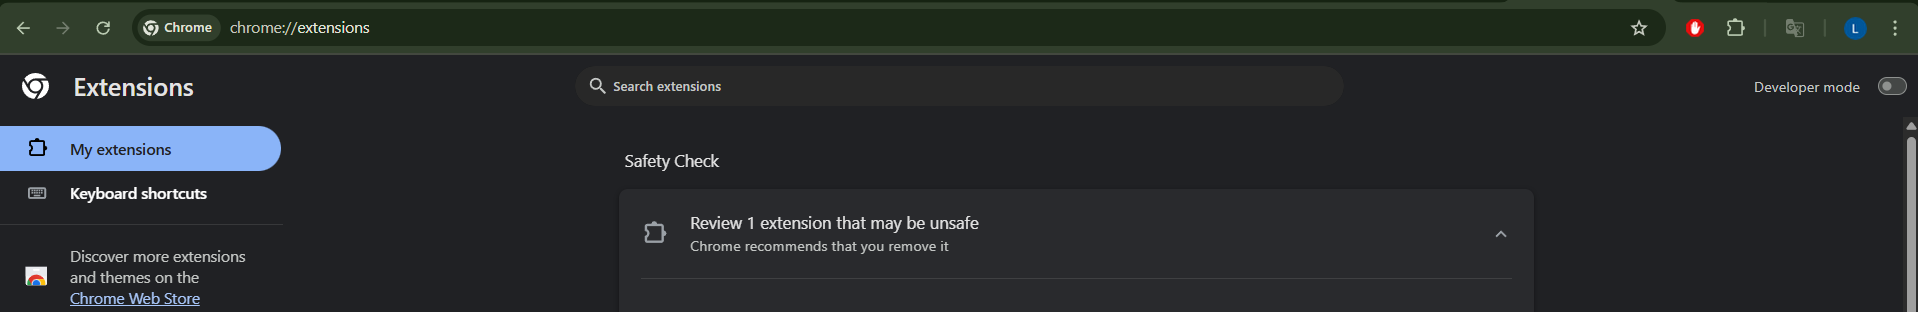 Chrome
chrome://extensions
L
Extensions
Search extensions
Developer mode
My extensions
Keyboard shortcuts
Discover more extensions
and themes on the
Chrome Web Store
Safety Check
Review 1 extension that may be unsafe
Chrome recommends that you remove it